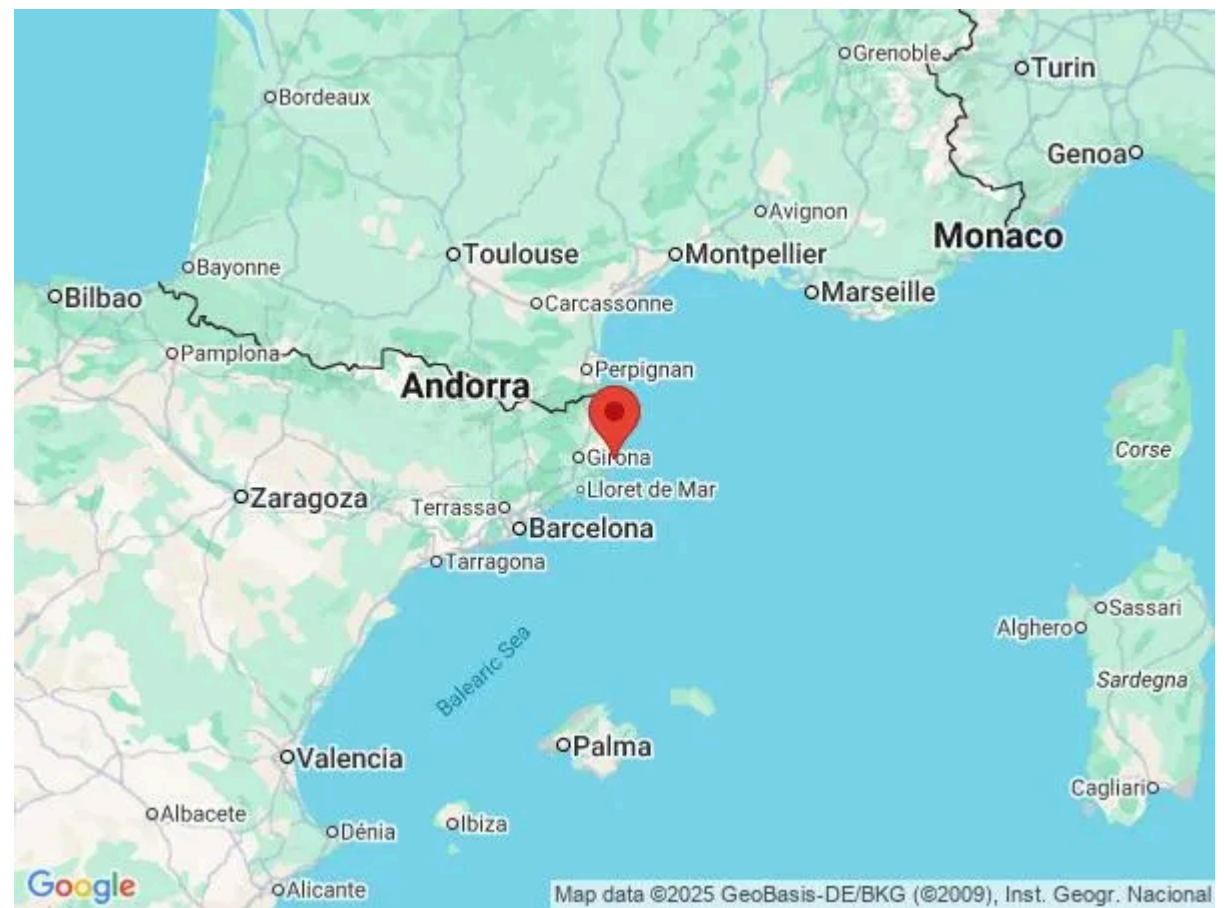 Grenoble
Turin
Bordeaux
Genoa
Avignon
Monaco
Toulouse
Montpellier
Bayonne
Marseille
Bilbao
Carcassonne
Pamplona
Perpignan
Andorra
Corse
Girona
Lloret de Mar
Zaragoza
Terrassa
Barcelona
Tarragona
Sassari
Alghero
Balearic Sea
Sardegna
Palma
Valencia
Cagliari
Albacete
Ibiza
Dénia
Google
Alicante
Map data ©2025 GeoBasis-DE/BKG (©2009), Inst. Geogr. Nacional